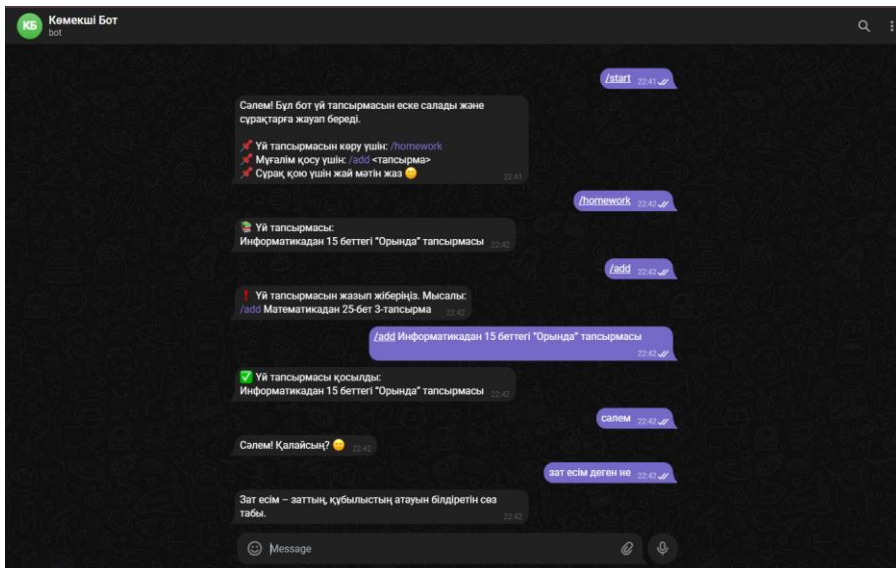 КБ
Көмекші Бот
bot
/start 22:41
Сәлем! Бұл бот үй тапсырмасын еске салады және
сұрақтарға жауап береді.
Үй тапсырмасын көру үшін: /homework
Мұғалім қосу үшін: /add <тапсырма>
Сұрақ қою үшін жай мәтін жаз
22:41
/homework 22:42
Үй тапсырмасы:
Информатикадан 15 беттегі "Орында" тапсырмасы 22:42
/add 22:42
Үй тапсырмасын жазып жіберіңіз. Мысалы:
/add Математикадан 25-бет 3-тапсырма 22:42
/add Информатикадан 15 беттегі "Орында" тапсырмасы
22:42
Үй тапсырмасы қосылды:
Информатикадан 15 беттегі "Орында" тапсырмасы 22:42
сәлем 22:42
Сәлем! Қалайсың? 22:42
зат есім деген не 22:42
Зат есім – заттың, құбылыстың атауын білдіретін сөз
табы. 22:42
Message